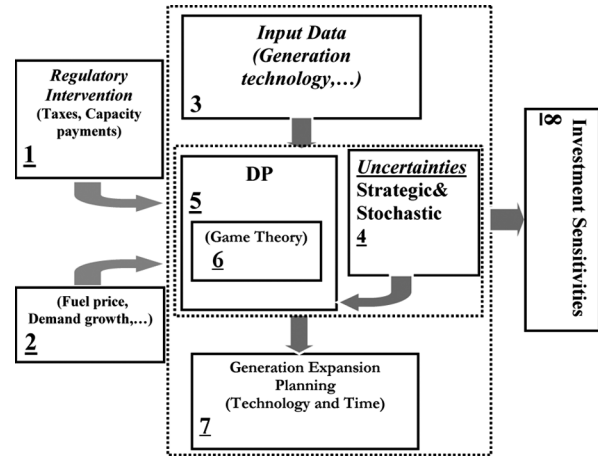 Regulatory
Intervention
(Taxes, Capacity
payments)
1
(Fuel price,
Demand growth,...)
2
Input Data
(Generation
technology,...)
3
DP
5
(Game Theory)
6
Uncertainties
Strategic&
Stochastic
4
Generation Expansion
Planning
(Technology and Time)
7
8
Investment Sensitivities